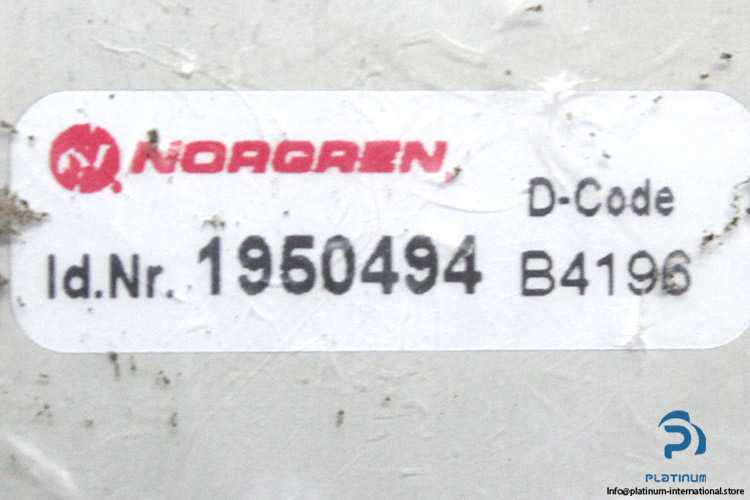 NORGREN
D-Code
Id.Nr. 1950494 B4196
PLATINUM
Info@platinum-international.store